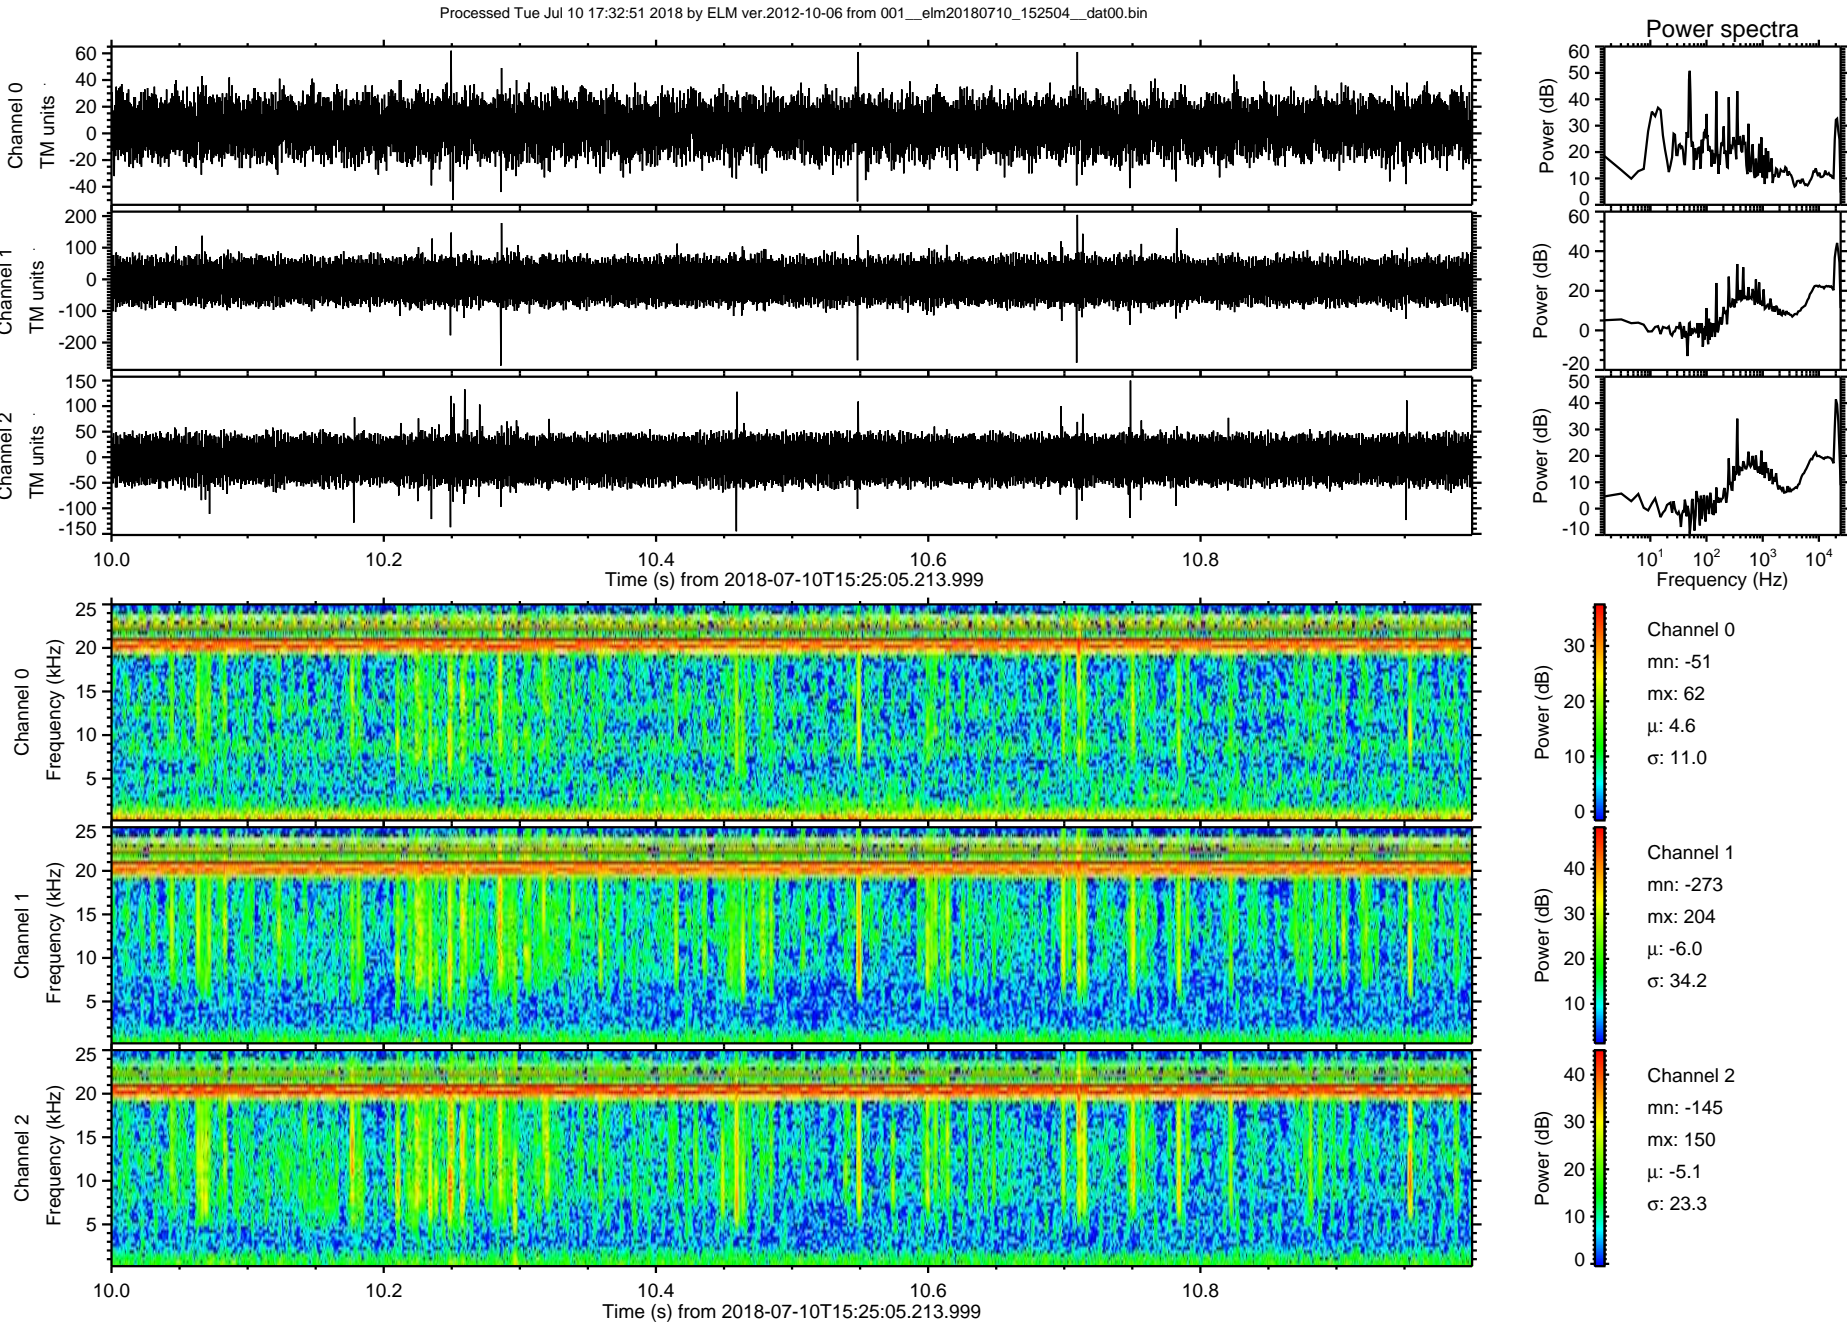 Processed Tue Jul 10 17:32:51 2018 by ELM ver.2012-10-06 from 001__elm20180710_152504__dat00.bin
Power spectra
Channel 0
TM units
60
40
20
0
-20
-40
Power (dB)
60
50
40
30
20
10
0
Channel 1
TM units
200
100
0
-100
-200
Power (dB)
60
40
20
0
-20
Channel 2
TM units
150
100
50
0
-50
-100
-150
Power (dB)
50
40
30
20
10
0
-10
10.0 10.2 10.4 10.6 10.8
Time (s) from 2018-07-10T15:25:05.213.999
10¹ 10² 10³ 10⁴
Frequency (Hz)
Channel 0
Frequency (kHz)
25
20
15
10
5
Power (dB)
30
20
10
0
Channel 0
mn: -51
mx: 62
μ: 4.6
σ: 11.0
Channel 1
Frequency (kHz)
25
20
15
10
5
Power (dB)
40
30
20
10
Channel 1
mn: -273
mx: 204
μ: -6.0
σ: 34.2
Channel 2
Frequency (kHz)
25
20
15
10
5
Power (dB)
40
30
20
10
0
Channel 2
mn: -145
mx: 150
μ: -5.1
σ: 23.3
10.0 10.2 10.4 10.6 10.8
Time (s) from 2018-07-10T15:25:05.213.999